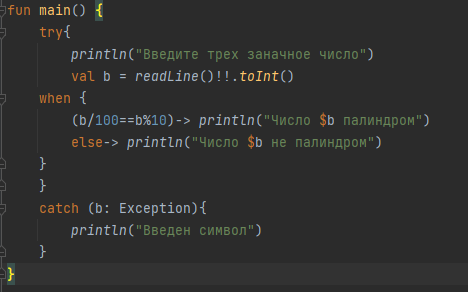 fun main() {
    try{
        println("Введите трех заначное число")
        val b = readLine()!!.toInt()
    when {
        (b/100==b%10)-> println("Число $b палиндром")
        else-> println("Число $b не палиндром")
    }
    }
    catch (b: Exception){
        println("Введен символ")
    }
}